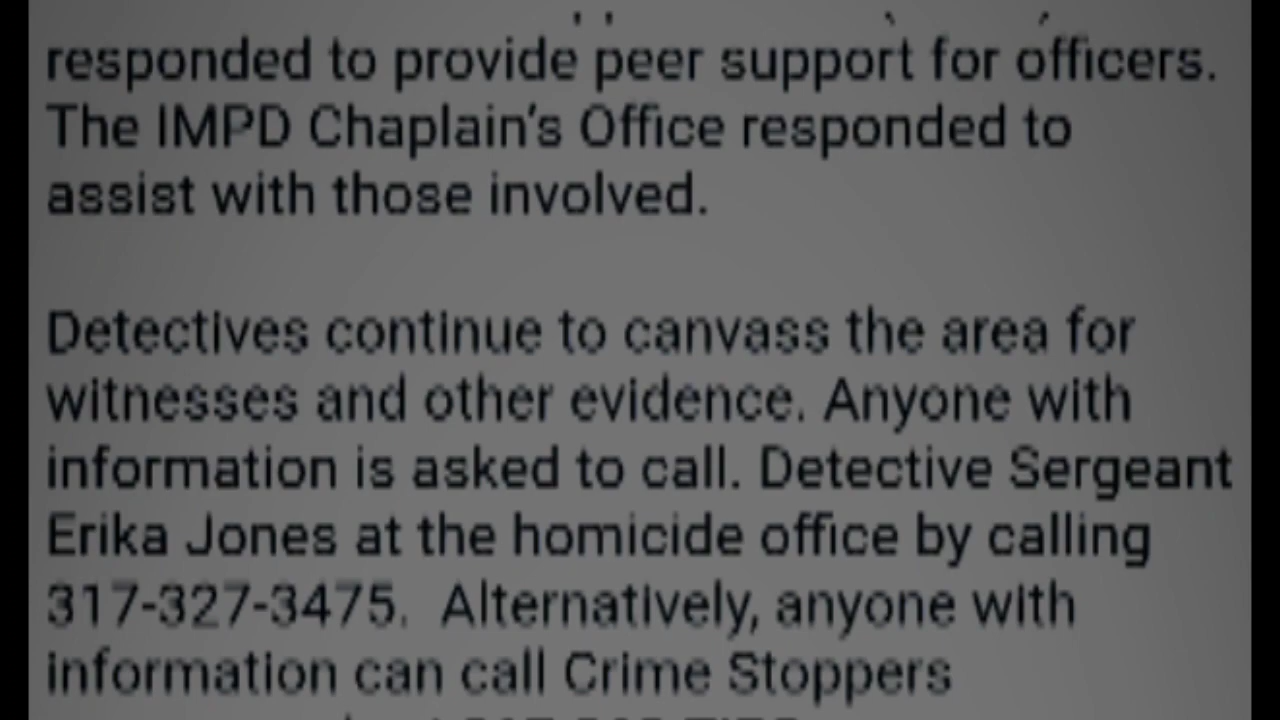 responded to provide peer support for officers.
The IMPD Chaplain's Office responded to
assist with those involved.
Detectives continue to canvass the area for
witnesses and other evidence. Anyone with
information is asked to call. Detective Sergeant
Erika Jones at the homicide office by calling
317-327-3475.  Alternatively, anyone with
information can call Crime Stoppers